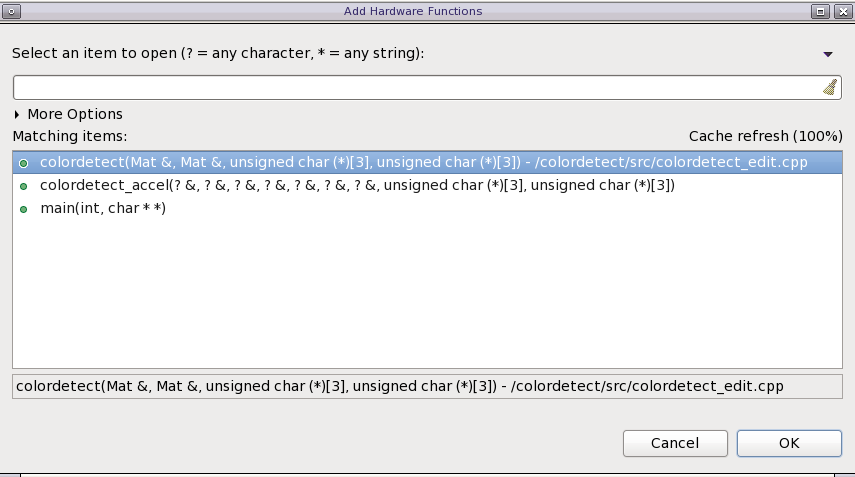 Add Hardware Functions
Select an item to open (? = any character, * = any string):
More Options
Matching items: Cache refresh (100%)
colordetect(Mat &, Mat &, unsigned char (*)[3], unsigned char (*)[3]) - /colordetect/src/colordetect_edit.cpp
colordetect_accel(? &, ? &, ? &, ? &, ? &, ? &, ? &, unsigned char (*)[3], unsigned char (*)[3])
main(int, char * *)
colordetect(Mat &, Mat &, unsigned char (*)[3], unsigned char (*)[3]) - /colordetect/src/colordetect_edit.cpp
Cancel OK